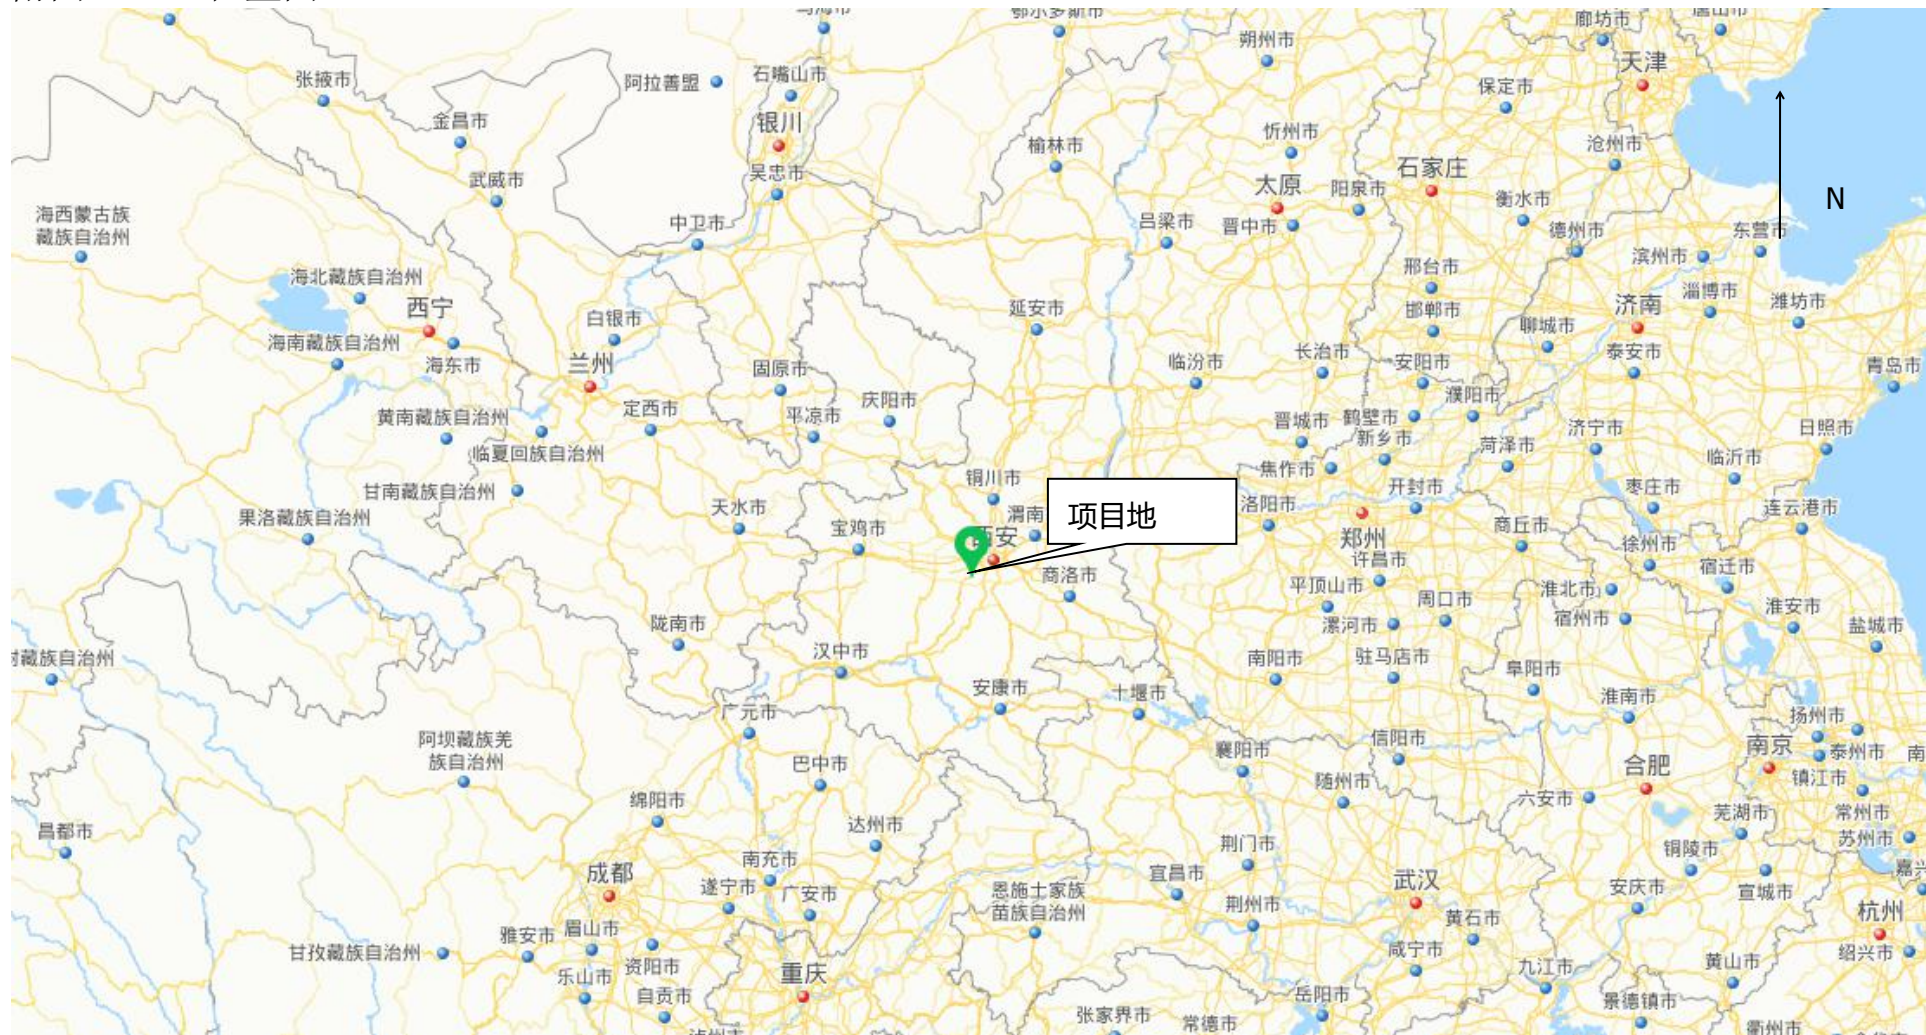 鄂尔多斯市
廊坊市
唐山市
朔州市
天津
张掖市
阿拉善盟
石嘴山市
保定市
金昌市
银川
忻州市
榆林市
沧州市
石家庄
武威市
吴忠市
太原
阳泉市
衡水市
N
海西蒙古族
藏族自治州
中卫市
吕梁市
晋中市
德州市
东营市
滨州市
海北藏族自治州
邢台市
西宁
延安市
邯郸市
济南
淄博市
潍坊市
白银市
聊城市
海南藏族自治州
海东市
兰州
固原市
临汾市
长治市
安阳市
泰安市
青岛市
黄南藏族自治州
定西市
平凉市
庆阳市
晋城市
鹤壁市
濮阳市
新乡市
菏泽市
济宁市
日照市
临夏回族自治州
焦作市
临沂市
甘南藏族自治州
铜川市
开封市
枣庄市
果洛藏族自治州
天水市
宝鸡市
渭南
项目地
洛阳市
商丘市
连云港市
西安
郑州
许昌市
徐州市
商洛市
平顶山市
周口市
淮北市
宿迁市
宿州市
淮安市
陇南市
漯河市
盐城市
汉中市
南阳市
驻马店市
阜阳市
藏族自治州
安康市
十堰市
淮南市
广元市
扬州市
阿坝藏族羌
族自治州
襄阳市
信阳市
南京
泰州市
南
巴中市
随州市
合肥
镇江市
绵阳市
六安市
芜湖市
常州市
昌都市
达州市
荆门市
苏州市
成都
南充市
宜昌市
铜陵市
嘉兴
遂宁市
广安市
恩施土家族
苗族自治州
武汉
安庆市
宣城市
荆州市
黄石市
杭州
雅安市
眉山市
甘孜藏族自治州
资阳市
咸宁市
九江市
黄山市
绍兴市
乐山市
重庆
自贡市
岳阳市
景德镇市
张家界市
常德市
衢州市